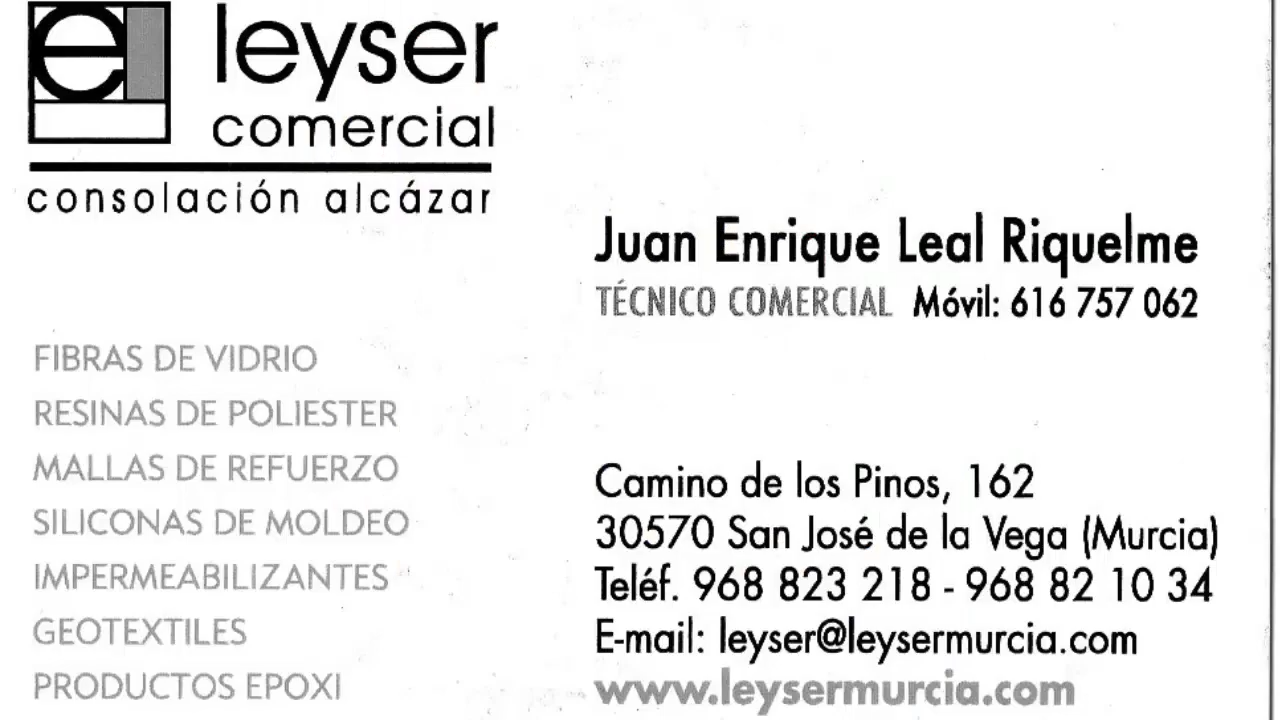 el leyser
comercial
consolación alcázar
Juan Enrique Leal Riquelme
TÉCNICO COMERCIAL Móvil: 616 757 062
FIBRAS DE VIDRIO
RESINAS DE POLIESTER
MALLAS DE REFUERZO
SILICONAS DE MOLDEO
IMPERMEABILIZANTES
GEOTEXTILES
PRODUCTOS EPOXI
Camino de los Pinos, 162
30570 San José de la Vega (Murcia)
Teléf. 968 823 218 - 968 82 10 34
E-mail: leyser@leysermurcia.com
www.leysermurcia.com